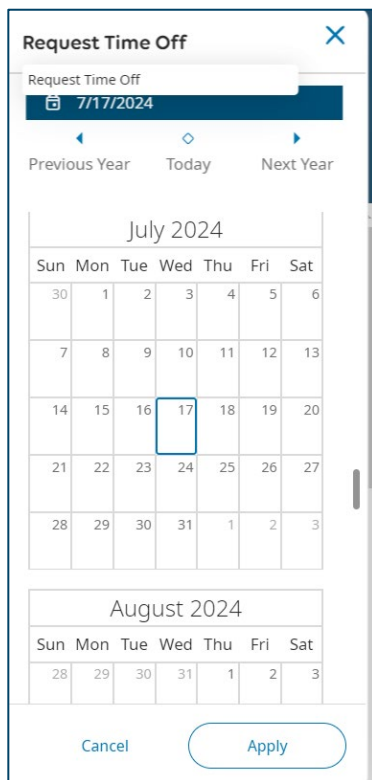 Request Time Off
Request Time Off
7/17/2024
Previous Year Today Next Year
July 2024
Sun Mon Tue Wed Thu Fri Sat
30 1 2 3 4 5 6
7 8 9 10 11 12 13
14 15 16 17 18 19 20
21 22 23 24 25 26 27
28 29 30 31 1 2 3
August 2024
Sun Mon Tue Wed Thu Fri Sat
28 29 30 31 1 2 3
Cancel Apply